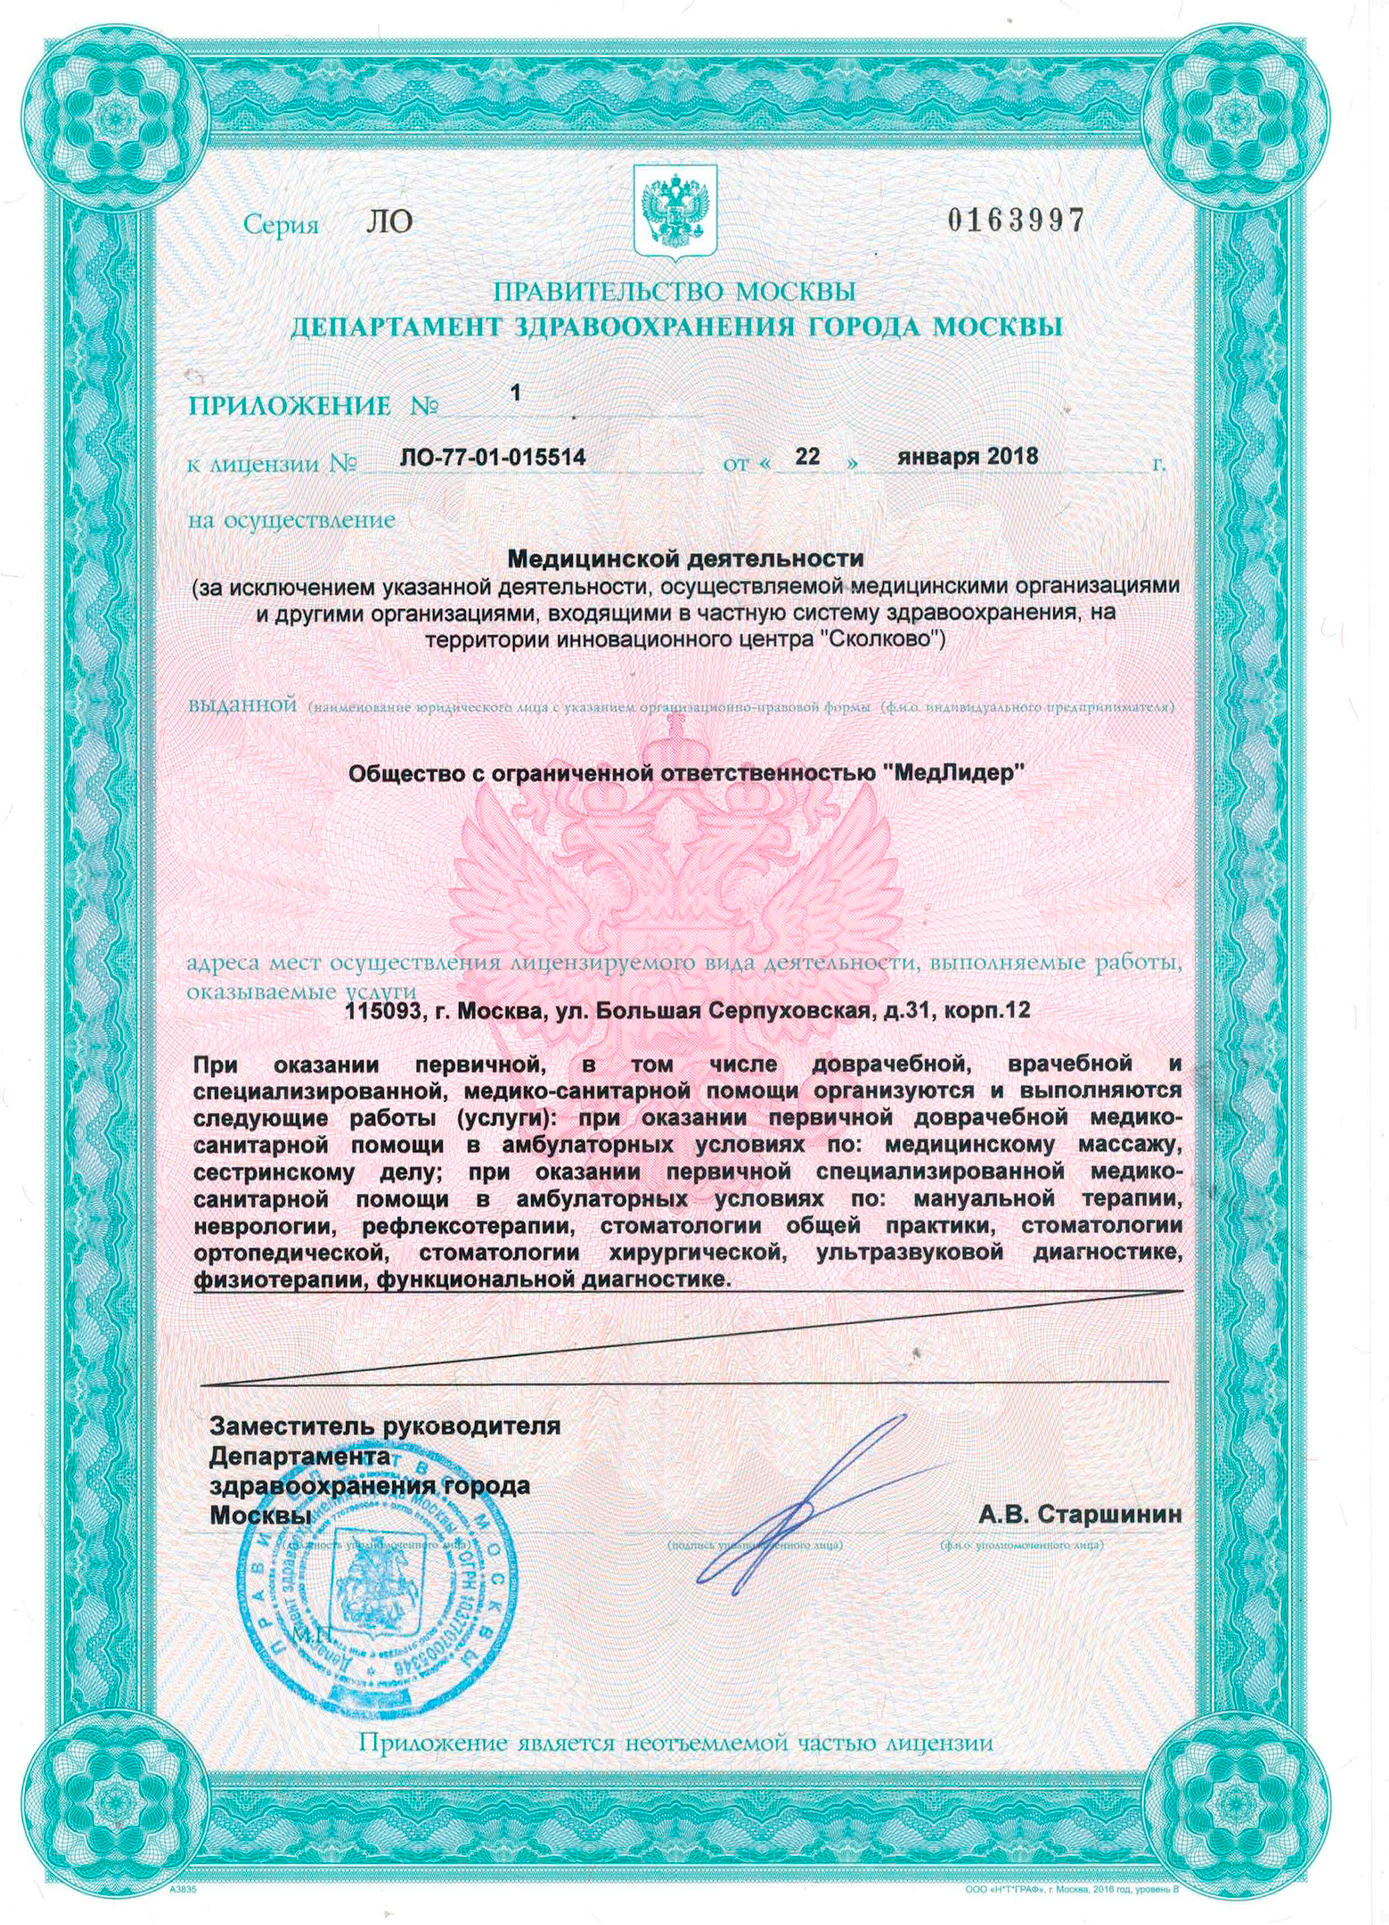 Серия ЛО 0163997
ПРАВИТЕЛЬСТВО МОСКВЫ
ДЕПАРТАМЕНТ ЗДРАВООХРАНЕНИЯ ГОРОДА МОСКВЫ
ПРИЛОЖЕНИЕ № 1
к лицензии № ЛО-77-01-015514 от « 22 » января 2018 г.
на осуществление
Медицинской деятельности
(за исключением указанной деятельности, осуществляемой медицинскими организациями
и другими организациями, входящими в частную систему здравоохранения, на
территории инновационного центра "Сколково")
выданной (наименование юридического лица с указанием организационно-правовой формы (ф.и.о. индивидуального предпринимателя)
Общество с ограниченной ответственностью "МедЛидер"
адреса мест осуществления лицензируемого вида деятельности, выполняемые работы,
оказываемые услуги
115093, г. Москва, ул. Большая Серпуховская, д.31, корп.12
При оказании первичной, в том числе доврачебной, врачебной и
специализированной, медико-санитарной помощи организуются и выполняются
следующие работы (услуги): при оказании первичной доврачебной медико-
санитарной помощи в амбулаторных условиях по: медицинскому массажу,
сестринскому делу; при оказании первичной специализированной медико-
санитарной помощи в амбулаторных условиях по: мануальной терапии,
неврологии, рефлексотерапии, стоматологии общей практики, стоматологии
ортопедической, стоматологии хирургической, ультразвуковой диагностике,
физиотерапии, функциональной диагностике.
Заместитель руководителя
Департамента
здравоохранения города
Москвы А.В. Старшинин
(должность уполномоченного лица) (подпись уполномоченного лица) (ф.и.о. уполномоченного лица)
М.П.
ОГРН 1037707005346
Приложение является неотъемлемой частью лицензии
А3835 ООО «Н*Т*ГРАФ», г. Москва, 2016 год, уровень В